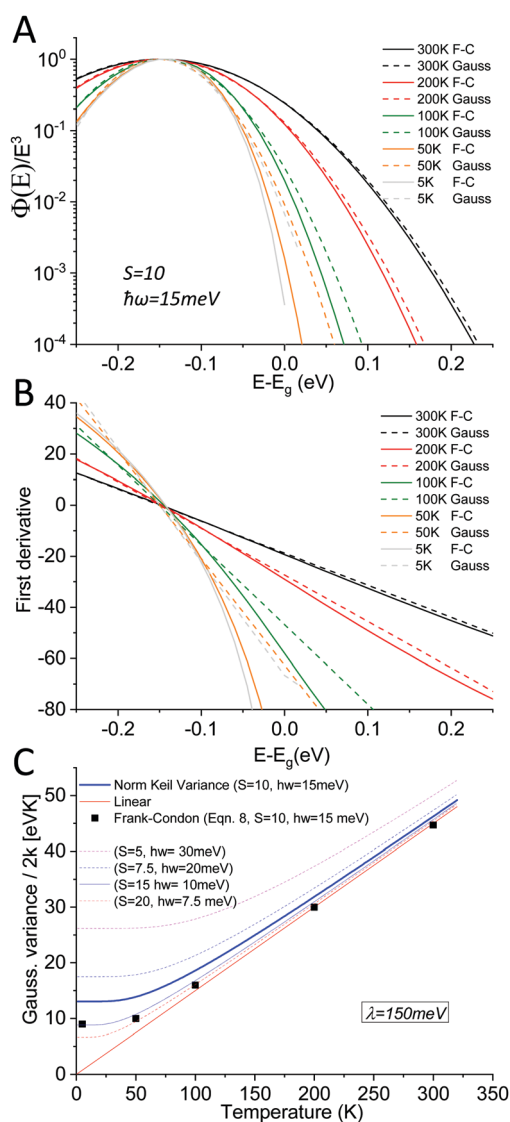 A
10^0
10^-1
10^-2
10^-3
10^-4
Φ(E)/E^3
300K F-C
300K Gauss
200K F-C
200K Gauss
100K F-C
100K Gauss
50K F-C
50K Gauss
5K F-C
5K Gauss
S=10
ħω=15meV
-0.2 -0.1 0.0 0.1 0.2
E-E_g (eV)
B
40
20
0
-20
-40
-60
-80
First derivative
300K F-C
300K Gauss
200K F-C
200K Gauss
100K F-C
100K Gauss
50K F-C
50K Gauss
5K F-C
5K Gauss
-0.2 -0.1 0.0 0.1 0.2
E-E_g(eV)
C
50
40
30
20
10
0
Gauss. variance / 2k [eVK]
Norm Keil Variance (S=10, hw=15meV)
Linear
Frank-Condon (Eqn. 8, S=10, hw=15 meV)
(S=5, hw= 30meV)
(S=7.5, hw=20meV)
(S=15 hw= 10meV)
(S=20, hw=7.5 meV)
λ=150meV
0 50 100 150 200 250 300 350
Temperature (K)